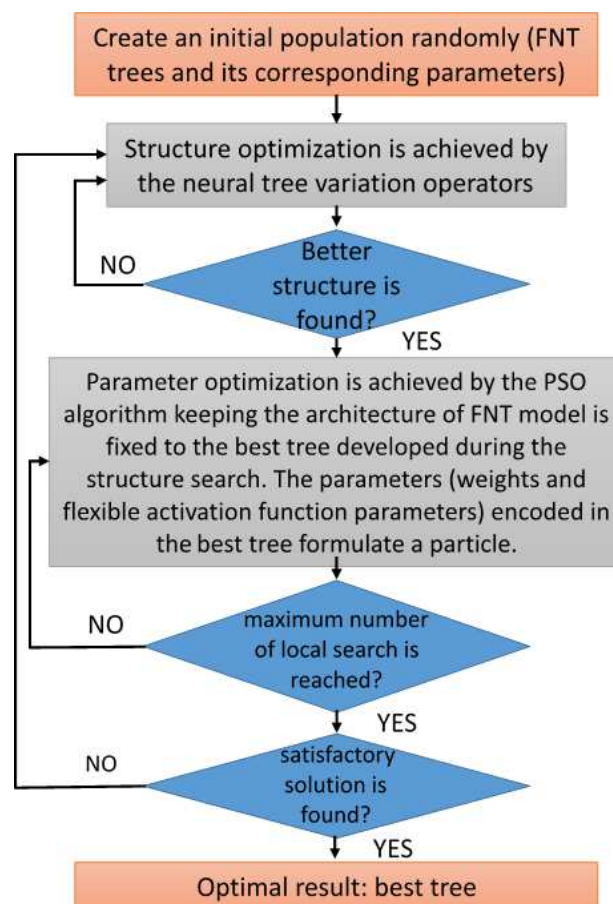 Create an initial population randomly (FNT
trees and its corresponding parameters)
Structure optimization is achieved by
the neural tree variation operators
NO
Better
structure is
found?
YES
Parameter optimization is achieved by the PSO
algorithm keeping the architecture of FNT model is
fixed to the best tree developed during the
structure search. The parameters (weights and
flexible activation function parameters) encoded in
the best tree formulate a particle.
NO
maximum number
of local search is
reached?
YES
NO
satisfactory
solution is
found?
YES
Optimal result: best tree